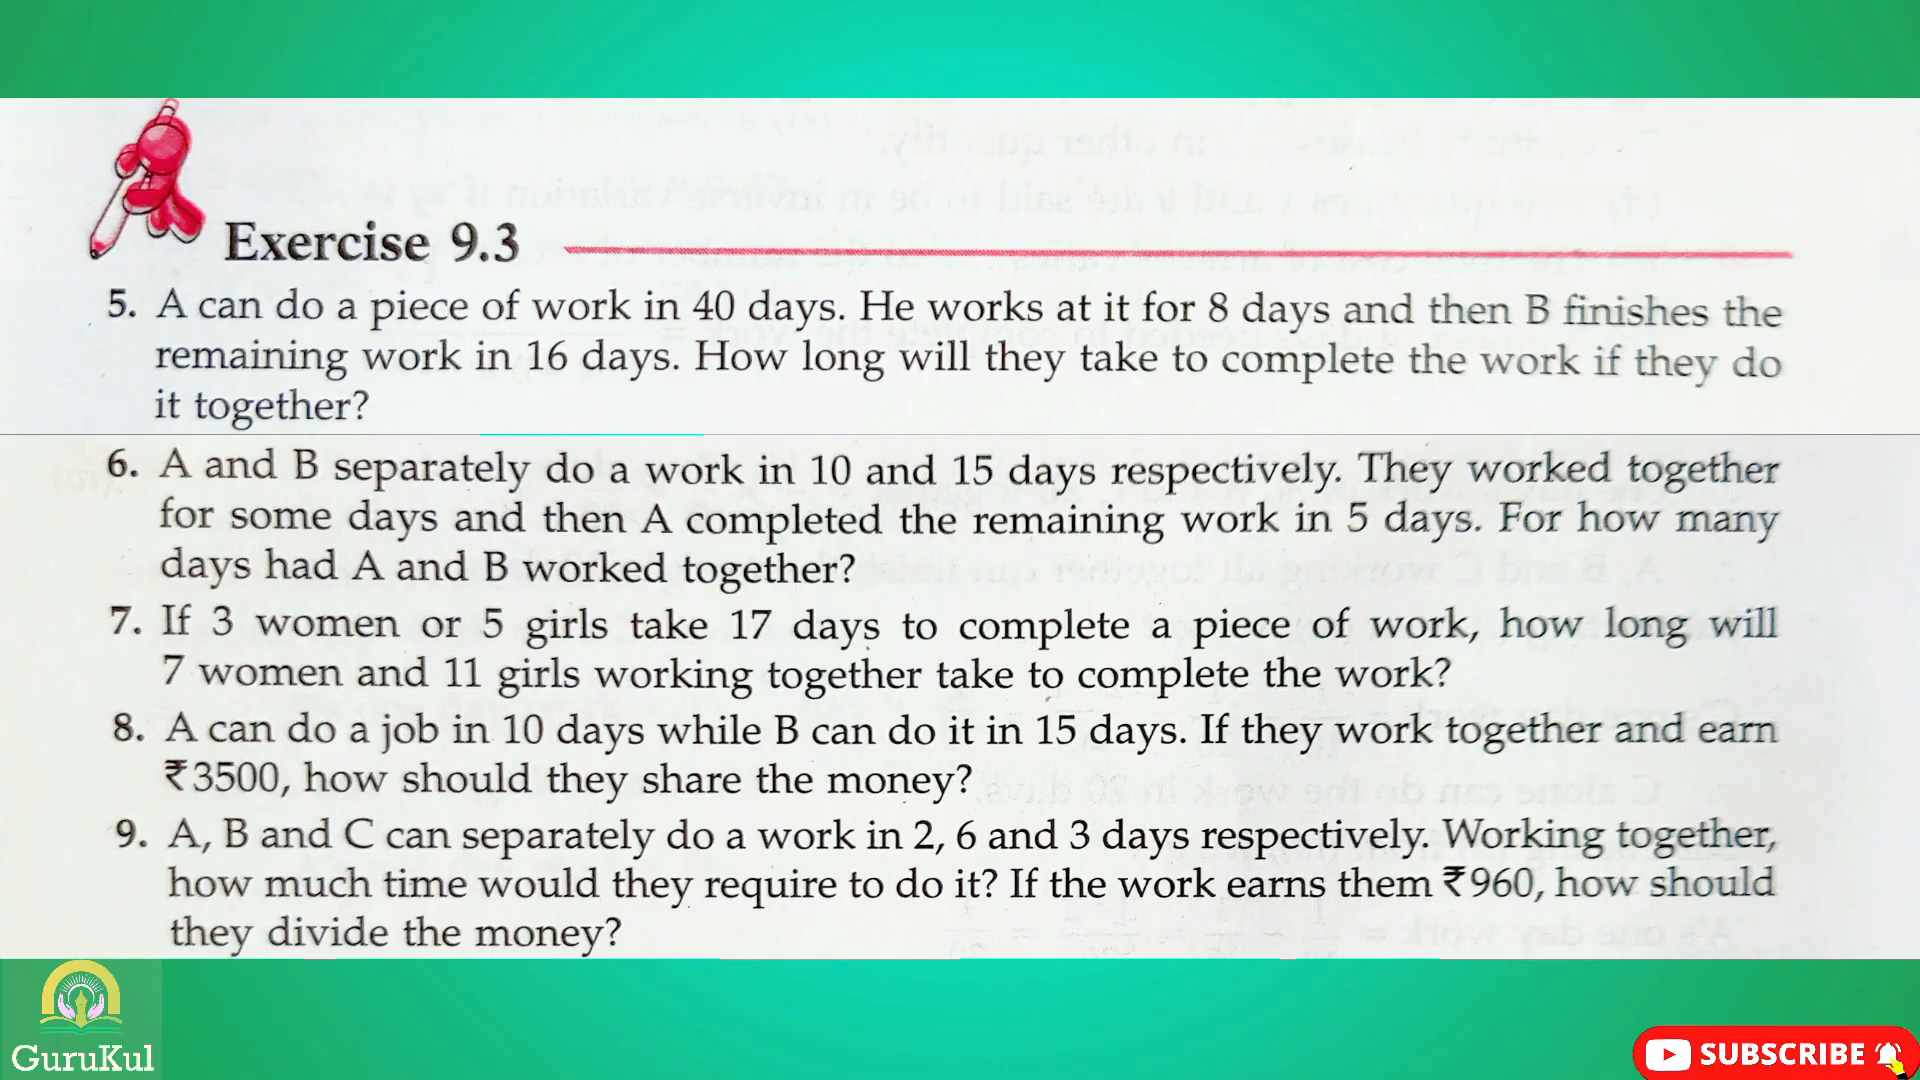 Exercise 9.3
5. A can do a piece of work in 40 days. He works at it for 8 days and then B finishes the
remaining work in 16 days. How long will they take to complete the work if they do
it together?
6. A and B separately do a work in 10 and 15 days respectively. They worked together
for some days and then A completed the remaining work in 5 days. For how many
days had A and B worked together?
7. If 3 women or 5 girls take 17 days to complete a piece of work, how long will
7 women and 11 girls working together take to complete the work?
8. A can do a job in 10 days while B can do it in 15 days. If they work together and earn
₹3500, how should they share the money?
9. A, B and C can separately do a work in 2, 6 and 3 days respectively. Working together,
how much time would they require to do it? If the work earns them ₹960, how should
they divide the money?
GuruKul
SUBSCRIBE